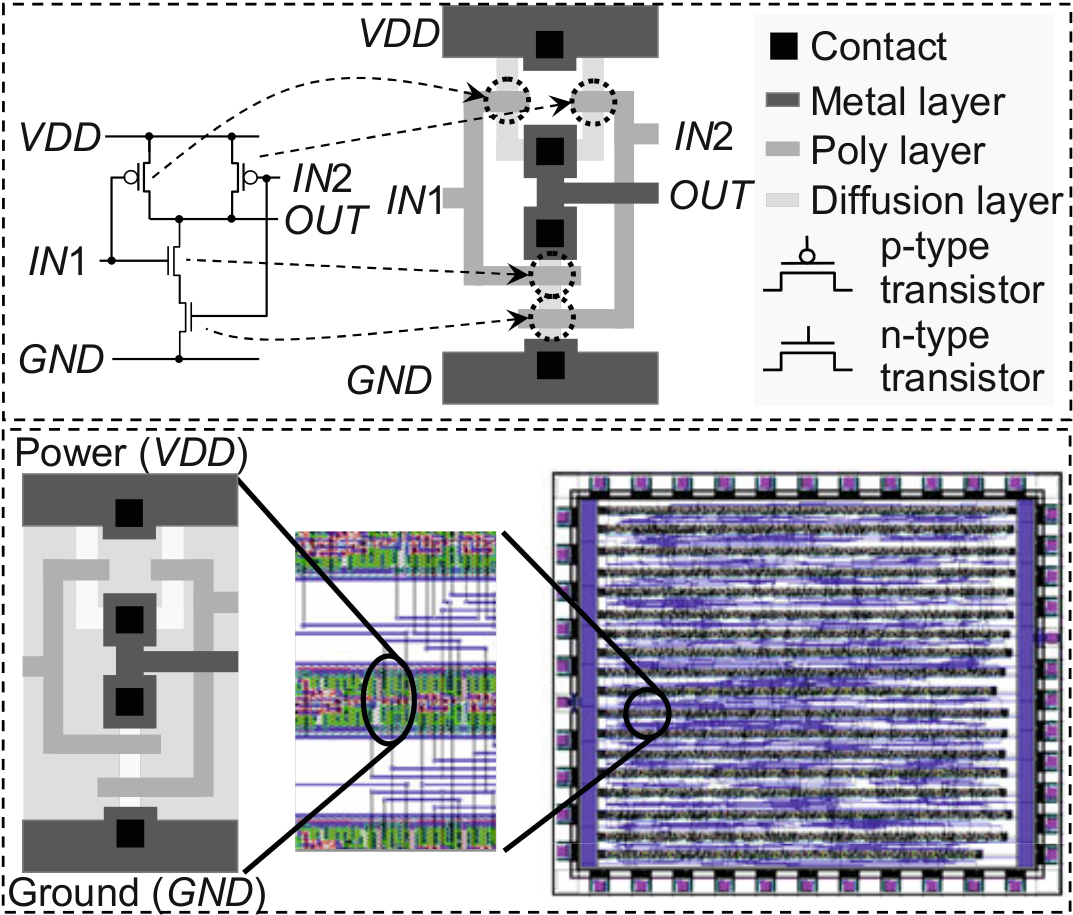 VDD
Contact
Metal layer
Poly layer
Diffusion layer
p-type
transistor
n-type
transistor
VDD
IN2
OUT
IN1
GND
IN1
IN2
OUT
GND
Power (VDD)
Ground (GND)